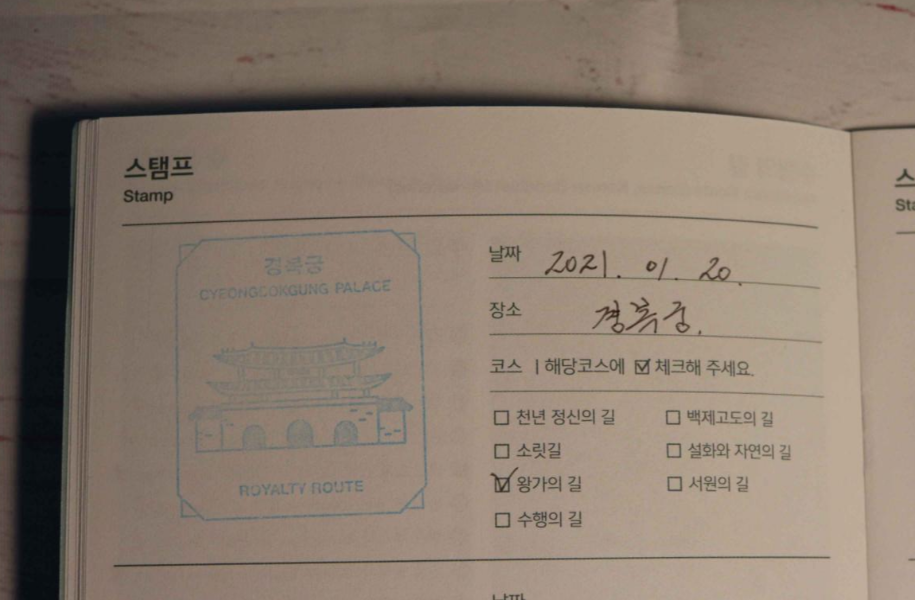 스탬프
Stamp
경복궁
GYEONGBOKGUNG PALACE
ROYALTY ROUTE
날짜 2021. 01. 20.
장소 경복궁.
코스 | 해당코스에 ☑ 체크해 주세요.
☐ 천년 정신의 길 ☐ 백제고도의 길
☐ 소릿길 ☐ 설화와 자연의 길
☑ 왕가의 길 ☐ 서원의 길
☐ 수행의 길